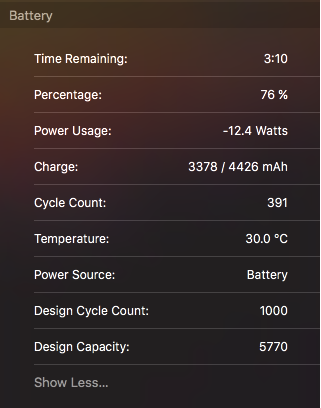 Battery
Time Remaining: 3:10
Percentage: 76 %
Power Usage: -12.4 Watts
Charge: 3378 / 4426 mAh
Cycle Count: 391
Temperature: 30.0 °C
Power Source: Battery
Design Cycle Count: 1000
Design Capacity: 5770
Show Less...